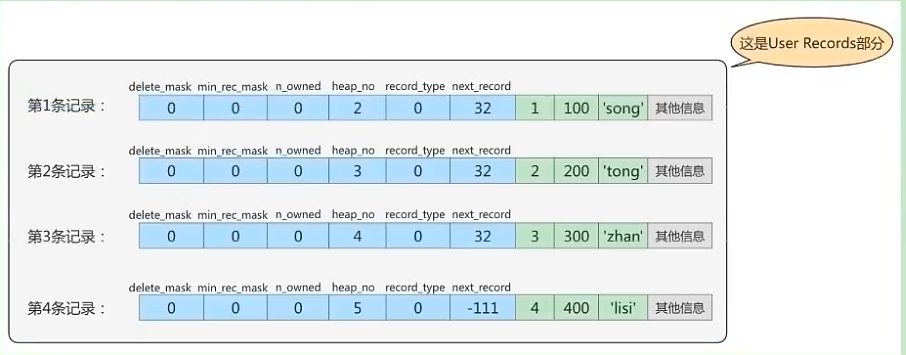 这是User Records部分
delete_mask min_rec_mask n_owned heap_no record_type next_record
第1条记录： 0 0 0 2 0 32 1 100 'song' 其他信息
delete_mask min_rec_mask n_owned heap_no record_type next_record
第2条记录： 0 0 0 3 0 32 2 200 'tong' 其他信息
delete_mask min_rec_mask n_owned heap_no record_type next_record
第3条记录： 0 0 0 4 0 32 3 300 'zhan' 其他信息
delete_mask min_rec_mask n_owned heap_no record_type next_record
第4条记录： 0 0 0 5 0 -111 4 400 'lisi' 其他信息